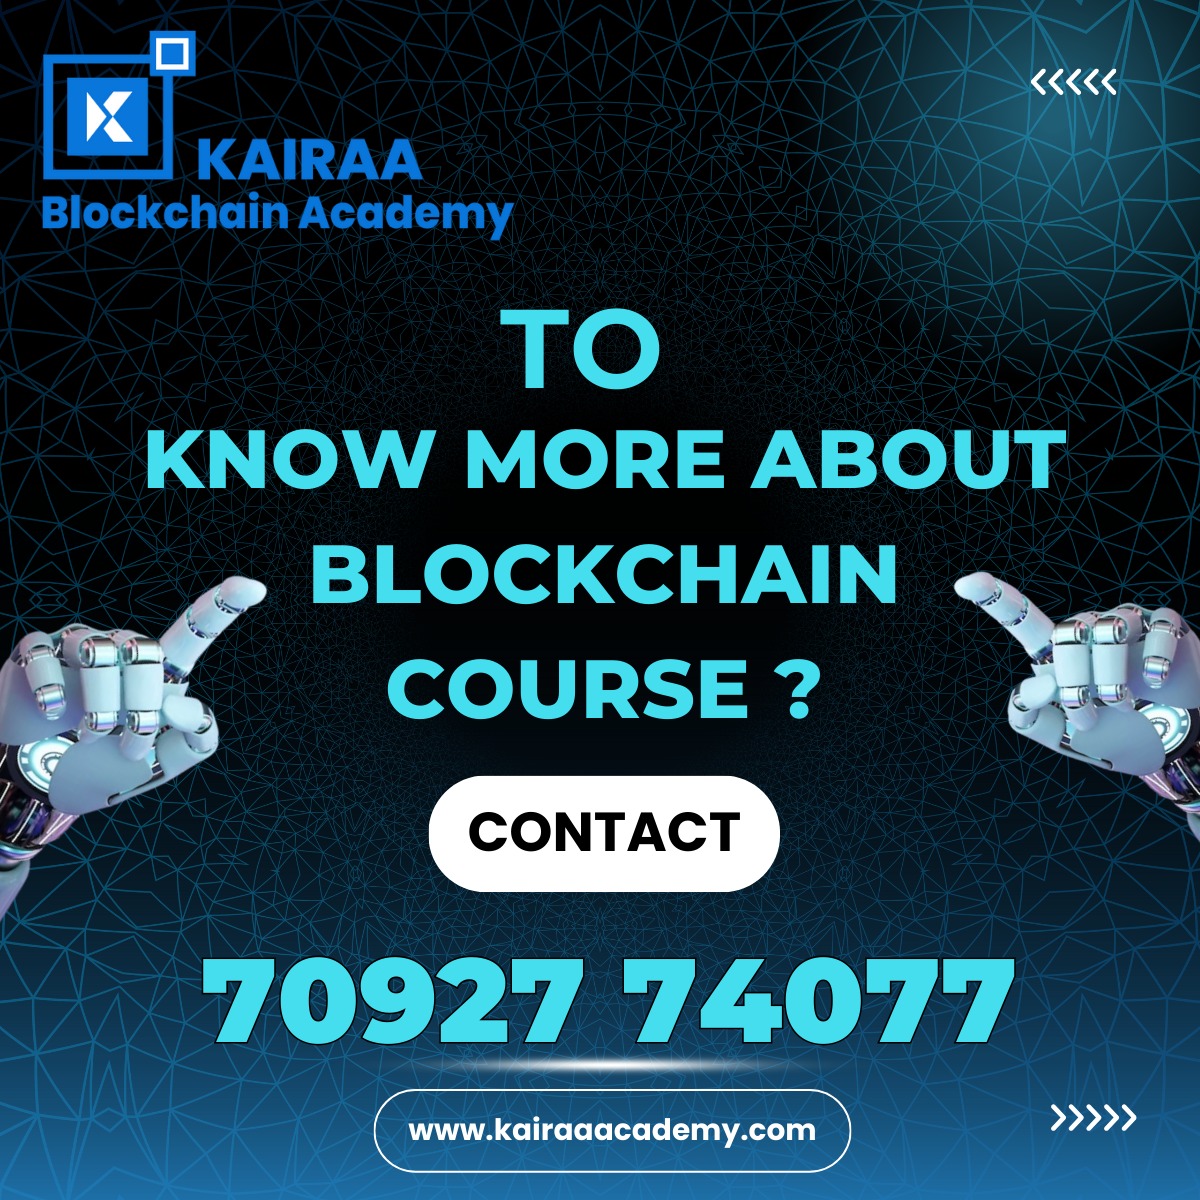 KAIRAA
Blockchain Academy
TO
KNOW MORE ABOUT
BLOCKCHAIN
COURSE ?
CONTACT
70927 74077
www.kairaaacademy.com